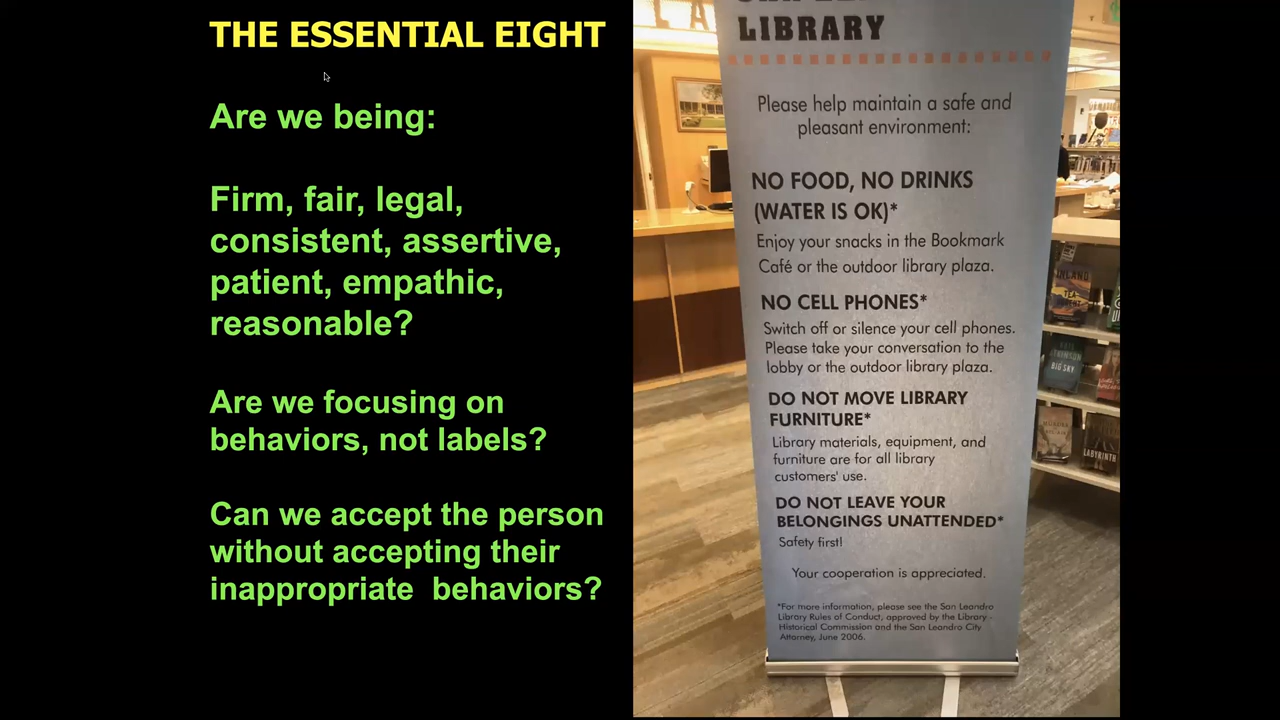 THE ESSENTIAL EIGHT
Are we being:
Firm, fair, legal,
consistent, assertive,
patient, empathic,
reasonable?
Are we focusing on
behaviors, not labels?
Can we accept the person
without accepting their
inappropriate behaviors?
LIBRARY
Please help maintain a safe and
pleasant environment:
NO FOOD, NO DRINKS
(WATER IS OK)*
Enjoy your snacks in the Bookmark
Café or the outdoor library plaza.
NO CELL PHONES*
Switch off or silence your cell phones.
Please take your conversation to the
lobby or the outdoor library plaza.
DO NOT MOVE LIBRARY
FURNITURE*
Library materials, equipment, and
furniture are for all library
customers' use.
DO NOT LEAVE YOUR
BELONGINGS UNATTENDED*
Safety first!
Your cooperation is appreciated.
*For more information, please see the San Leandro
Library Rules of Conduct, approved by the Library -
Historical Commission and the San Leandro City
Attorney, June 2006.
BIG SKY
LABYRINTH